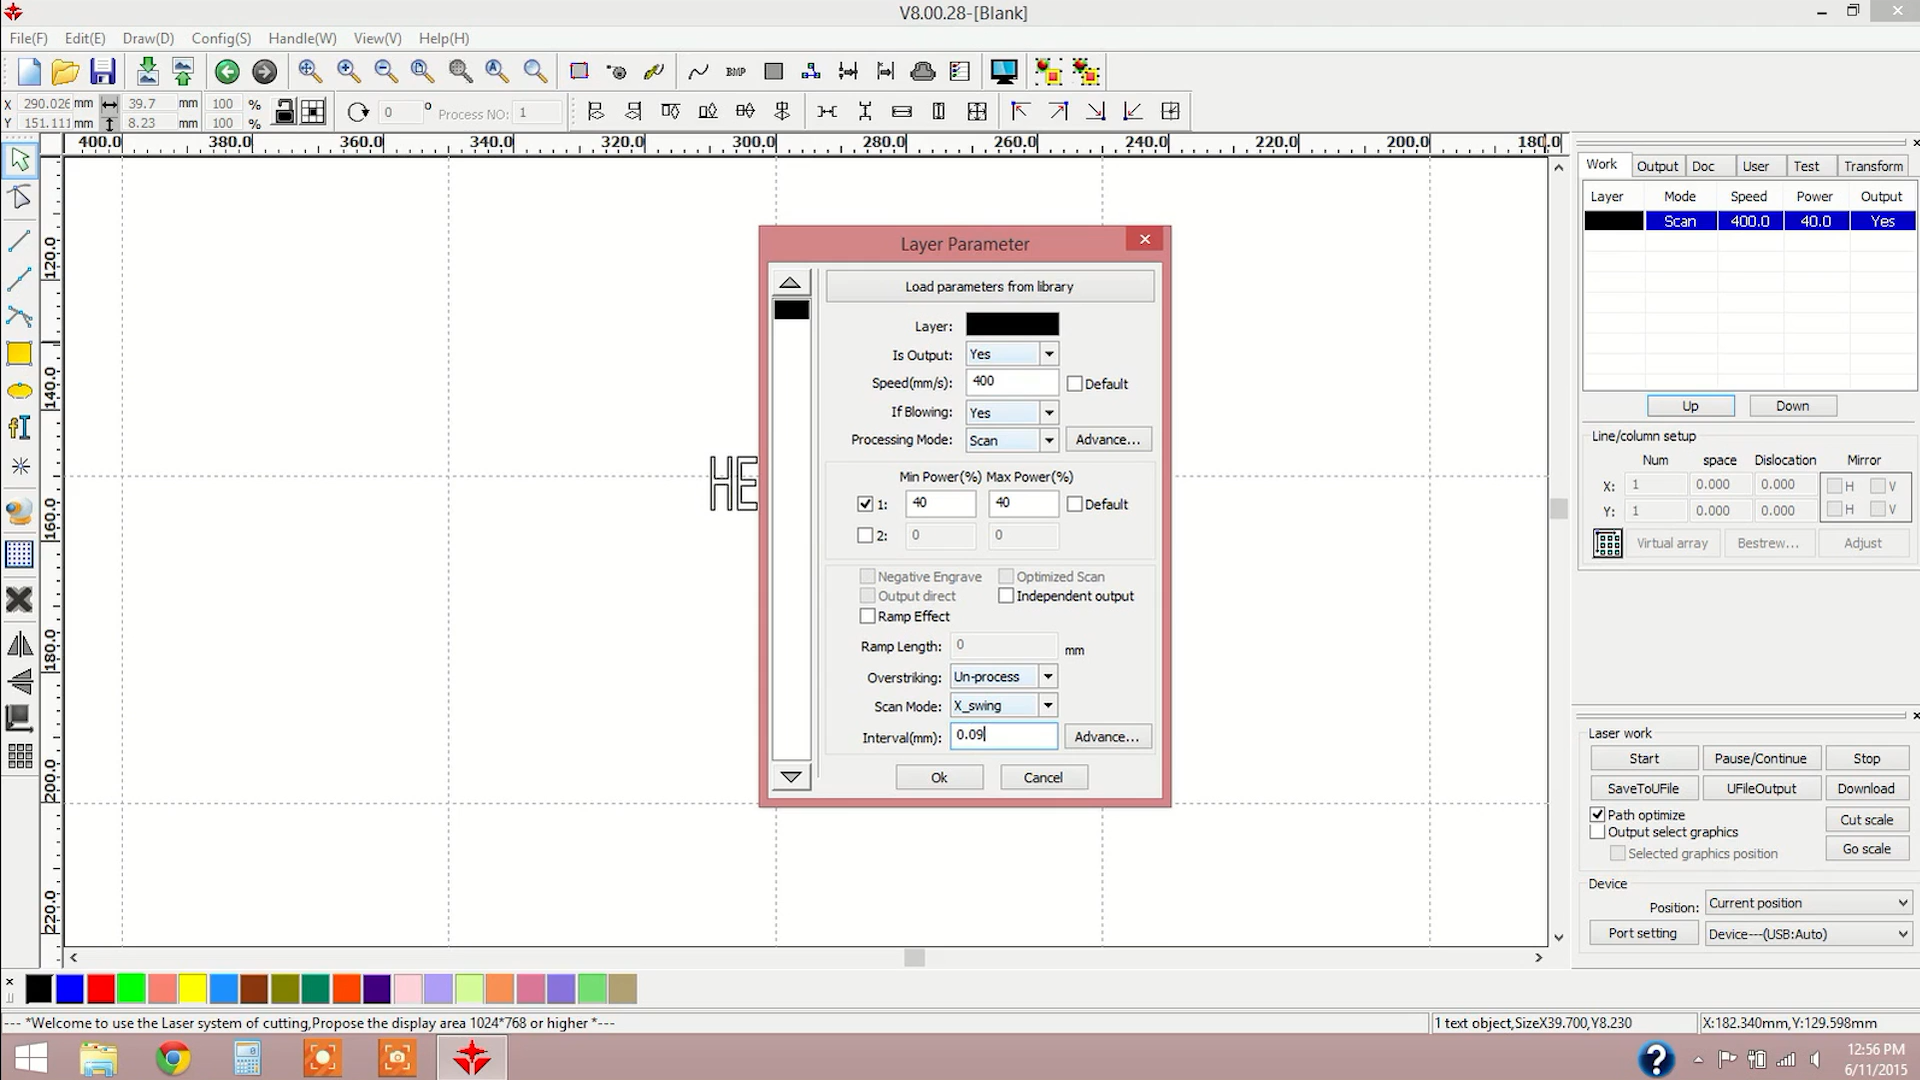 V8.00.28-[Blank]
File(F) Edit(E) Draw(D) Config(S) Handle(W) View(V) Help(H)
BMP
X 290.026 mm 39.7 mm 100 %
Y 151.111 mm 8.23 mm 100 %
0 ° Process NO: 1
400.0 380.0 360.0 340.0 320.0 300.0 280.0 260.0 240.0 220.0 200.0 180.0
120.0
140.0
160.0
180.0
200.0
220.0
HE
Layer Parameter
Load parameters from library
Layer:
Is Output: Yes
Speed(mm/s): 400 Default
If Blowing: Yes
Processing Mode: Scan Advance...
Min Power(%) Max Power(%)
1: 40 40 Default
2: 0 0
Negative Engrave Optimized Scan
Output direct Independent output
Ramp Effect
Ramp Length: 0 mm
Overstriking: Un-process
Scan Mode: X_swing
Interval(mm): 0.09 Advance...
Ok Cancel
Work Output Doc User Test Transform
Layer Mode Speed Power Output
Scan 400.0 40.0 Yes
Up Down
Line/column setup
Num space Dislocation Mirror
X: 1 0.000 0.000 H V
Y: 1 0.000 0.000 H V
Virtual array Bestrew... Adjust
Laser work
Start Pause/Continue Stop
SaveToUFile UFileOutput Download
Path optimize Cut scale
Output select graphics
Selected graphics position Go scale
Device
Position: Current position
Port setting Device---(USB:Auto)
--- *Welcome to use the Laser system of cutting,Propose the display area 1024*768 or higher *---
1 text object,SizeX39.700,Y8.230 X:182.340mm,Y:129.598mm
12:56 PM
6/11/2015